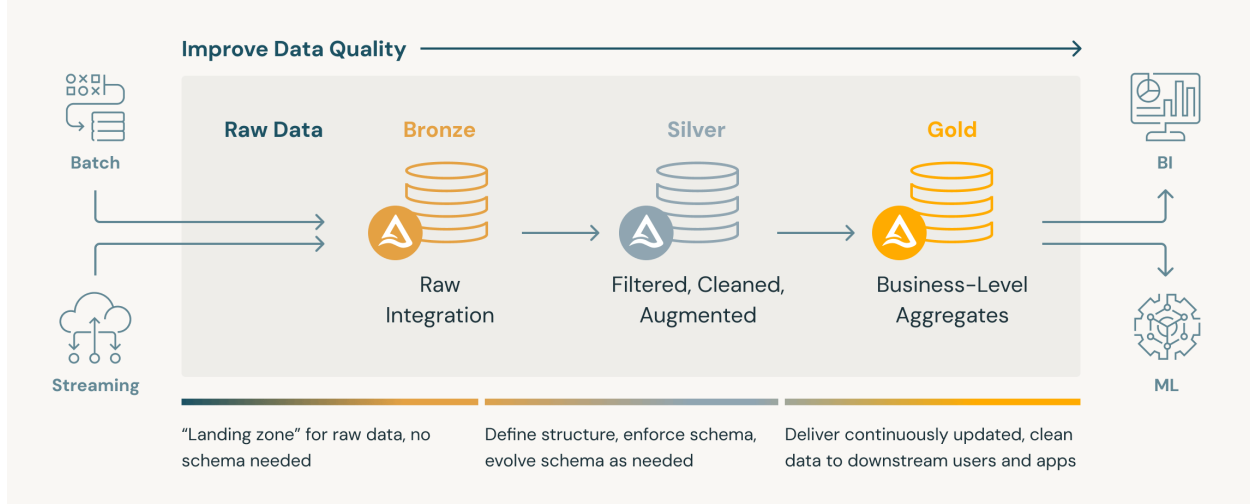 Improve Data Quality
Batch
Streaming
Raw Data
Bronze
Silver
Gold
Raw
Integration
Filtered, Cleaned,
Augmented
Business-Level
Aggregates
BI
ML
“Landing zone” for raw data, no
schema needed
Define structure, enforce schema,
evolve schema as needed
Deliver continuously updated, clean
data to downstream users and apps